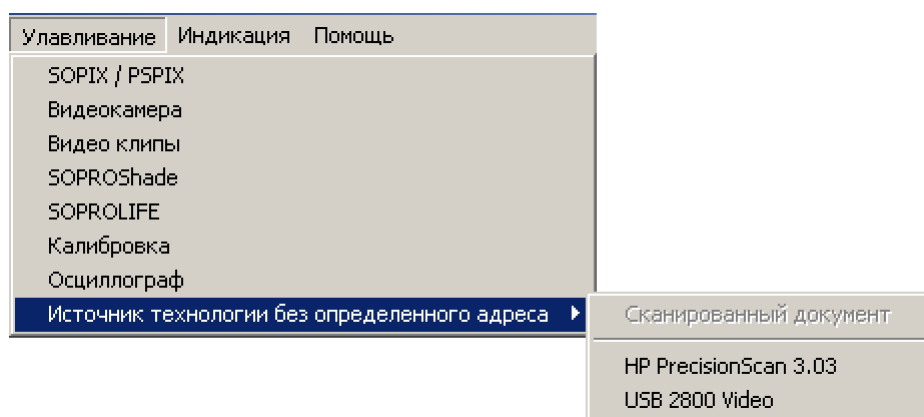 Улавливание Индикация Помощь
SOPIX / PSPIX
Видеокамера
Видео клипы
SOPROShade
SOPROLIFE
Калибровка
Осциллограф
Источник технологии без определенного адреса
Сканированный документ
HP PrecisionScan 3.03
USB 2800 Video